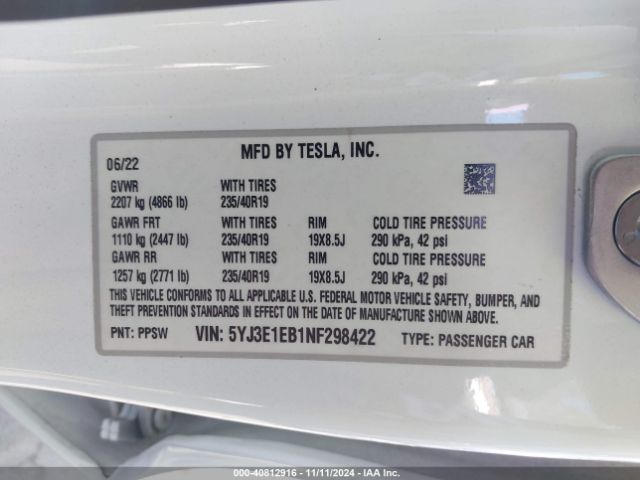 MFD BY TESLA, INC.
06/22
GVWR WITH TIRES
2207 kg (4866 lb) 235/40R19
GAWR FRT WITH TIRES RIM COLD TIRE PRESSURE
1110 kg (2447 lb) 235/40R19 19X8.5J 290 kPa, 42 psi
GAWR RR WITH TIRES RIM COLD TIRE PRESSURE
1257 kg (2771 lb) 235/40R19 19X8.5J 290 kPa, 42 psi
THIS VEHICLE CONFORMS TO ALL APPLICABLE U.S. FEDERAL MOTOR VEHICLE SAFETY, BUMPER, AND
THEFT PREVENTION STANDARDS IN EFFECT ON THE DATE OF MANUFACTURE SHOWN ABOVE.
PNT: PPSW VIN: 5YJ3E1EB1NF298422 TYPE: PASSENGER CAR
500-40812916 - 11/11/2024 - IAA Inc.